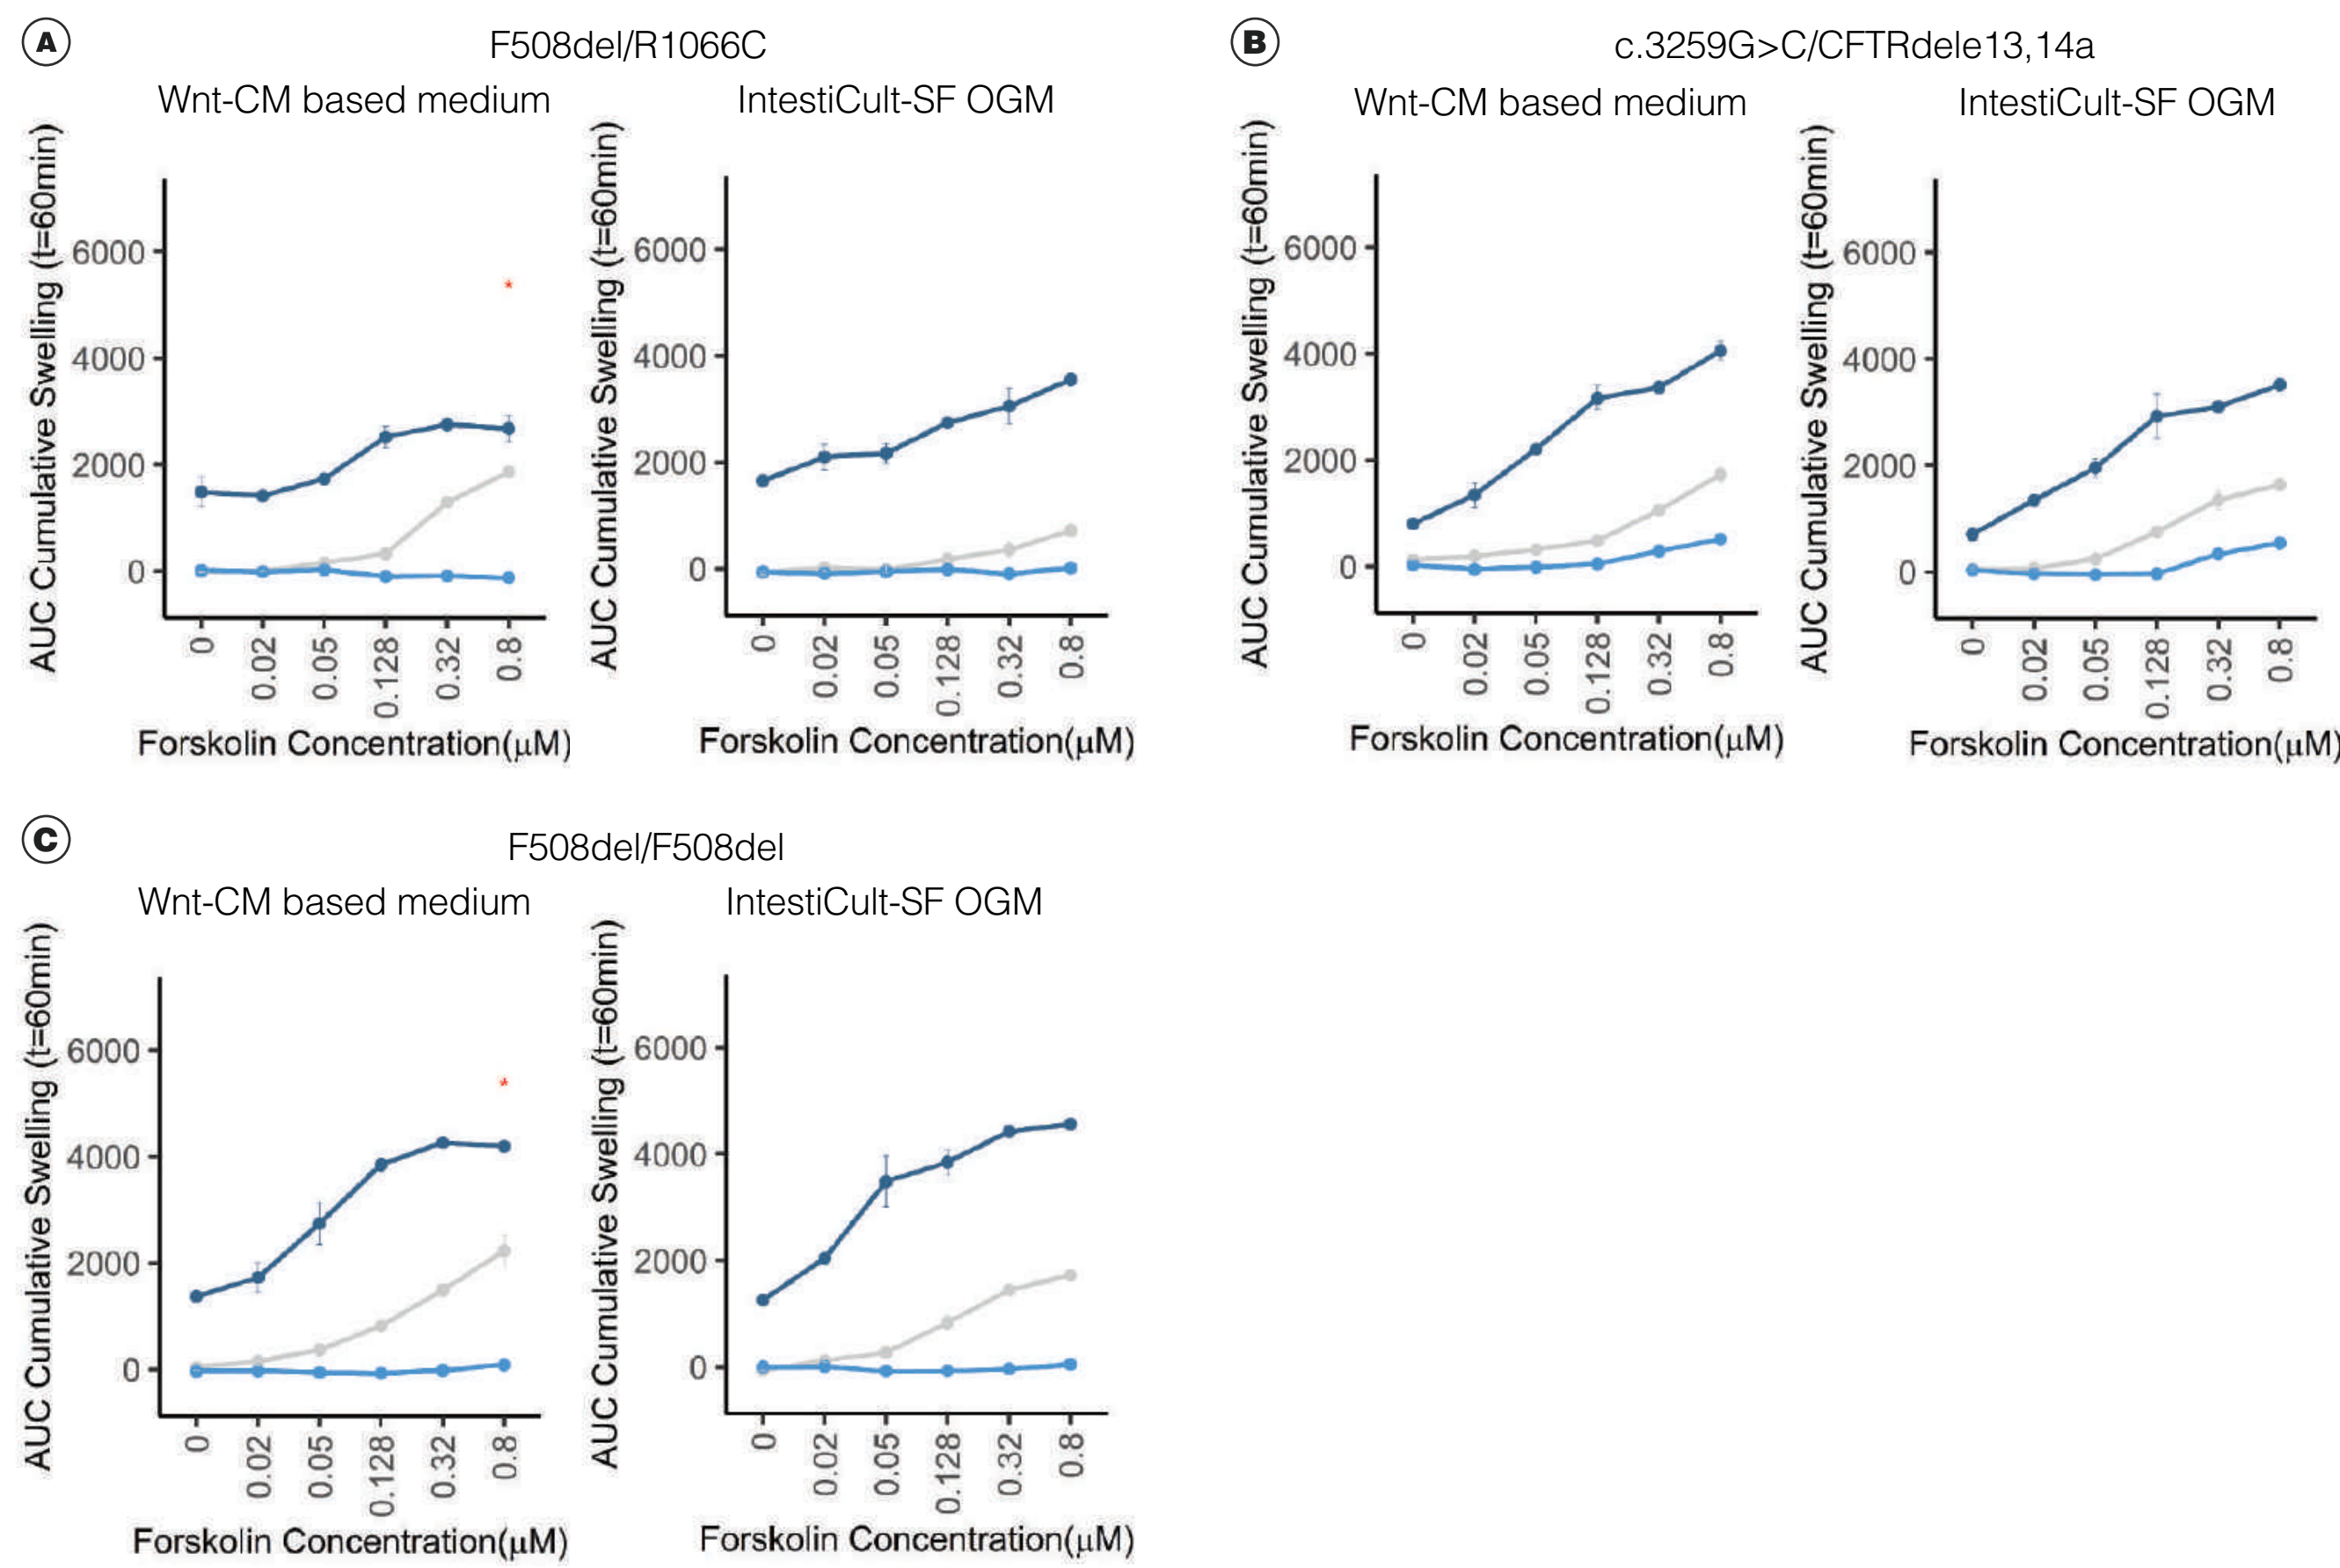 A
F508del/R1066C
Wnt-CM based medium
IntestiCult-SF OGM
AUC Cumulative Swelling (t=60min)
6000
4000
2000
0
*
0
0.02
0.05
0.128
0.32
0.8
Forskolin Concentration(µM)
AUC Cumulative Swelling (t=60min)
6000
4000
2000
0
0
0.02
0.05
0.128
0.32
0.8
Forskolin Concentration(µM)
B
c.3259G>C/CFTRdele13,14a
Wnt-CM based medium
IntestiCult-SF OGM
AUC Cumulative Swelling (t=60min)
6000
4000
2000
0
0
0.02
0.05
0.128
0.32
0.8
Forskolin Concentration(µM)
AUC Cumulative Swelling (t=60min)
6000
4000
2000
0
0
0.02
0.05
0.128
0.32
0.8
Forskolin Concentration(µM)
C
F508del/F508del
Wnt-CM based medium
IntestiCult-SF OGM
AUC Cumulative Swelling (t=60min)
6000
4000
2000
0
*
0
0.02
0.05
0.128
0.32
0.8
Forskolin Concentration(µM)
AUC Cumulative Swelling (t=60min)
6000
4000
2000
0
0
0.02
0.05
0.128
0.32
0.8
Forskolin Concentration(µM)